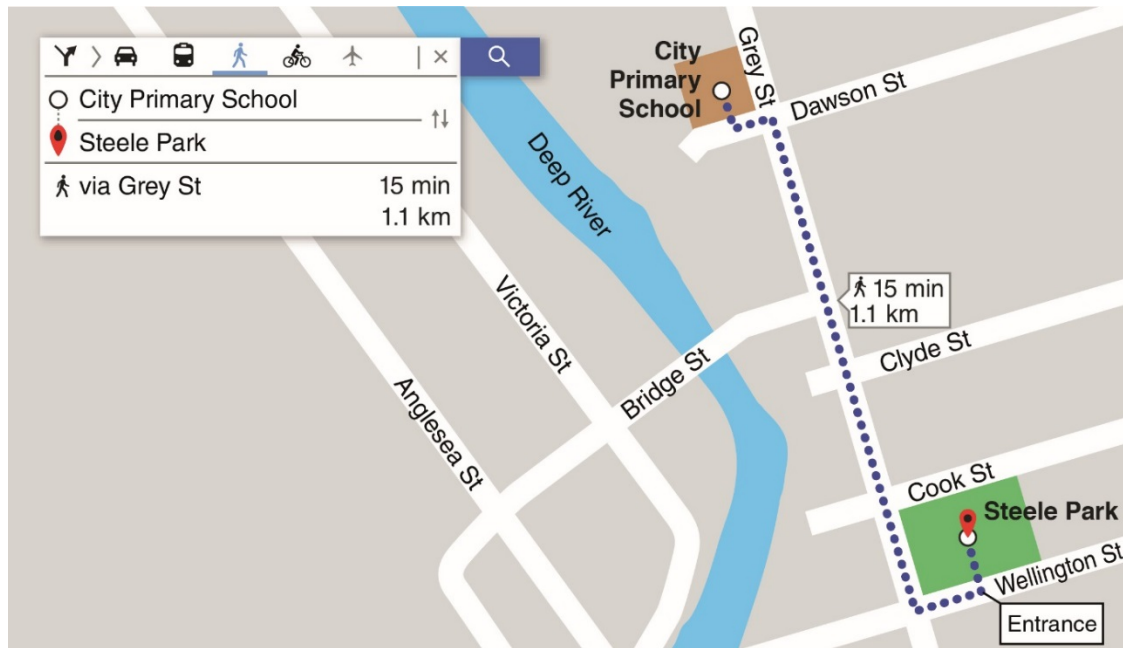 City Primary School
Steele Park
via Grey St 15 min
1.1 km
City
Primary
School
Grey St
Dawson St
Deep River
15 min
1.1 km
Victoria St
Bridge St
Clyde St
Anglesea St
Cook St
Steele Park
Wellington St
Entrance